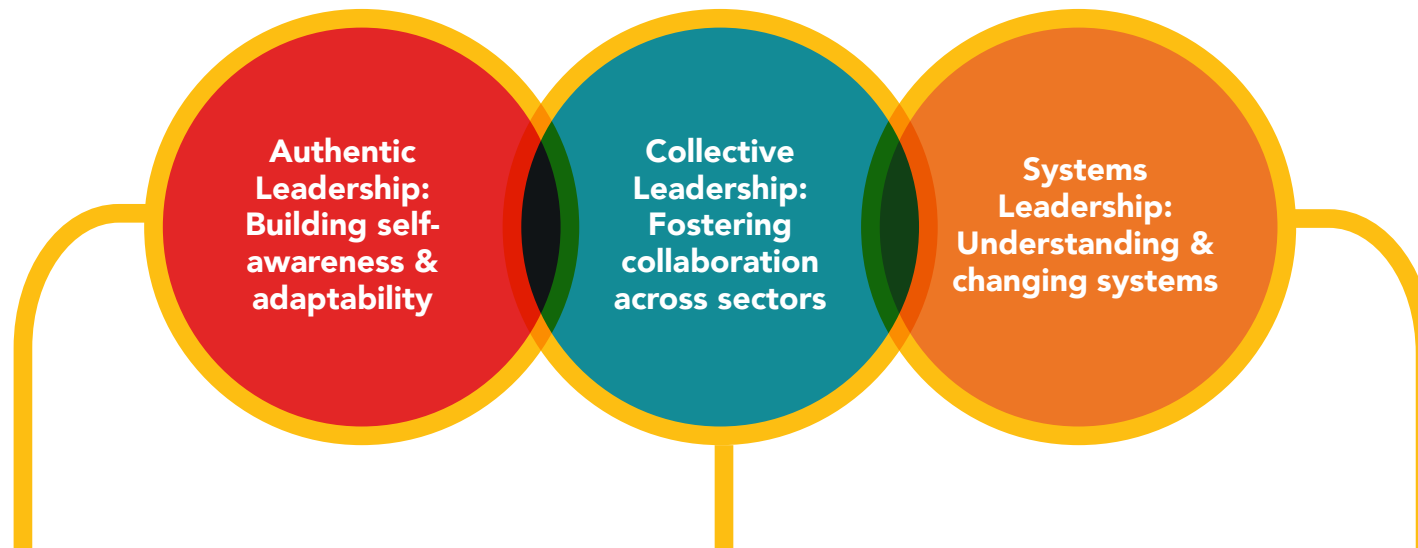 Authentic
Leadership:
Building self-
awareness &
adaptability
Collective
Leadership:
Fostering
collaboration
across sectors
Systems
Leadership:
Understanding &
changing systems